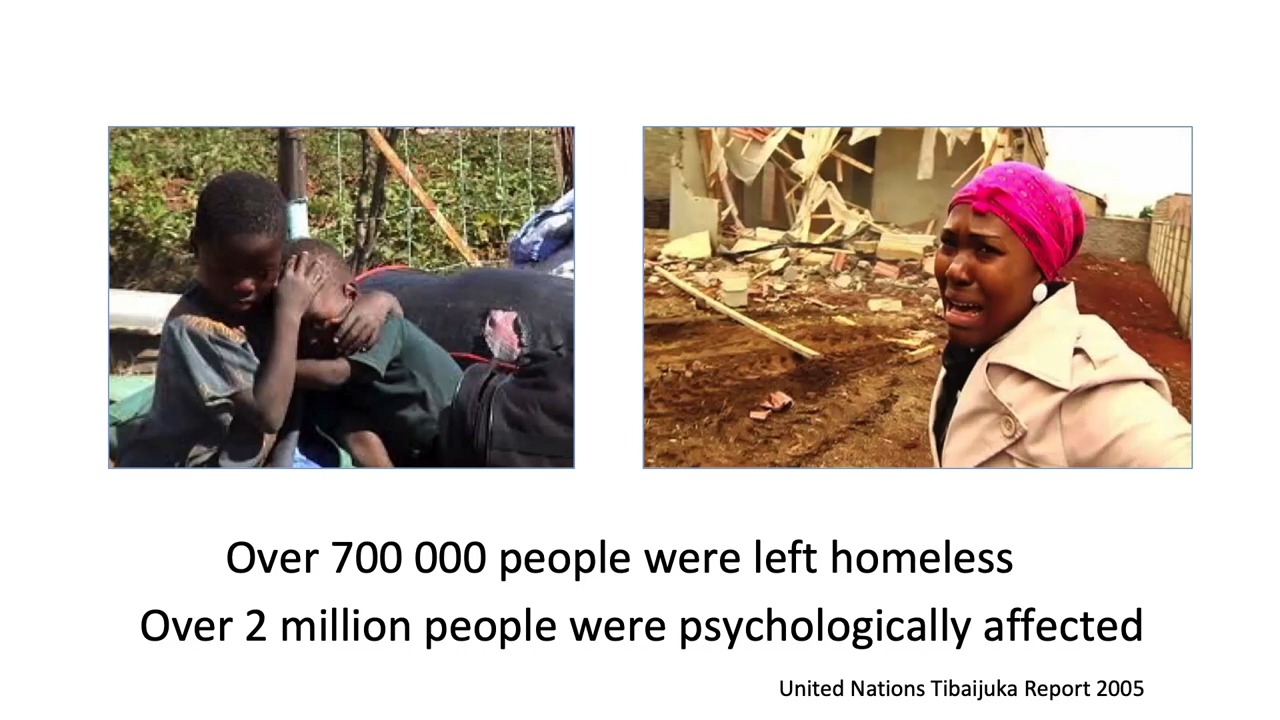 Over 700 000 people were left homeless
Over 2 million people were psychologically affected
United Nations Tibaijuka Report 2005